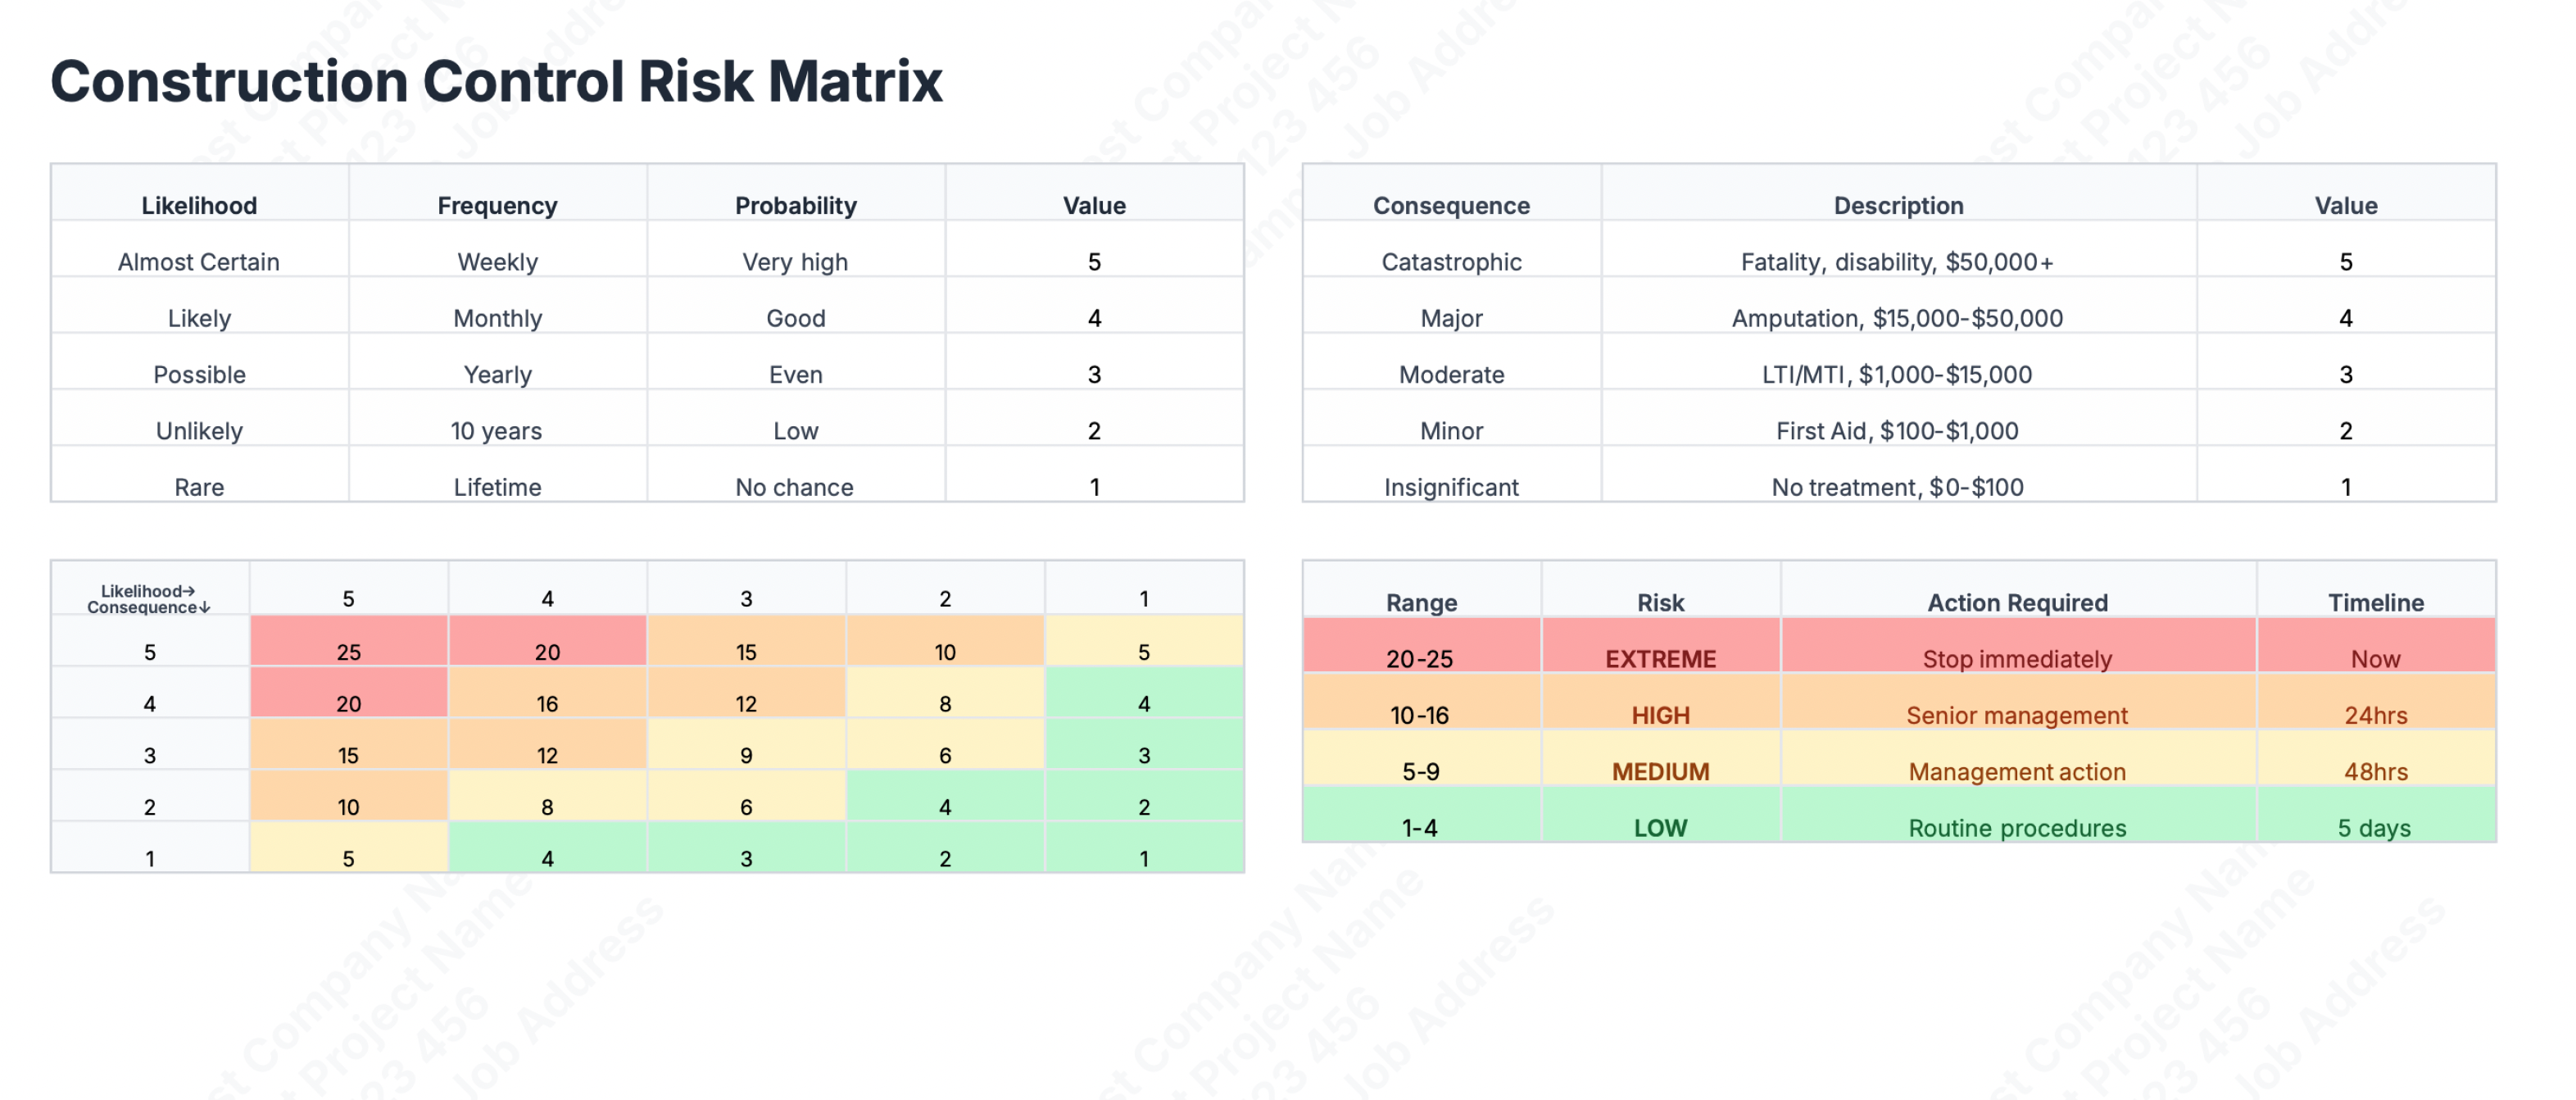 Construction Control Risk Matrix
Likelihood Frequency Probability Value
Almost Certain Weekly Very high 5
Likely Monthly Good 4
Possible Yearly Even 3
Unlikely 10 years Low 2
Rare Lifetime No chance 1
Consequence Description Value
Catastrophic Fatality, disability, $50,000+ 5
Major Amputation, $15,000-$50,000 4
Moderate LTI/MTI, $1,000-$15,000 3
Minor First Aid, $100-$1,000 2
Insignificant No treatment, $0-$100 1
Likelihood→
Consequence↓ 5 4 3 2 1
5 25 20 15 10 5
4 20 16 12 8 4
3 15 12 9 6 3
2 10 8 6 4 2
1 5 4 3 2 1
Range Risk Action Required Timeline
20-25 EXTREME Stop immediately Now
10-16 HIGH Senior management 24hrs
5-9 MEDIUM Management action 48hrs
1-4 LOW Routine procedures 5 days